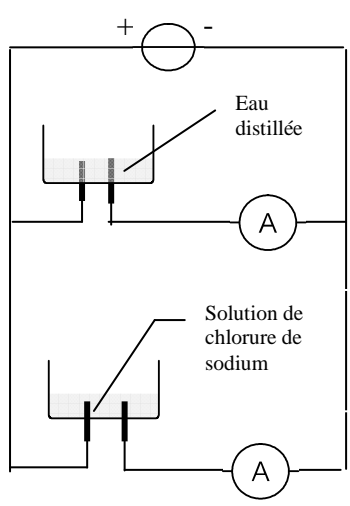 + -
Eau
distillée
A
Solution de
chlorure de
sodium
A